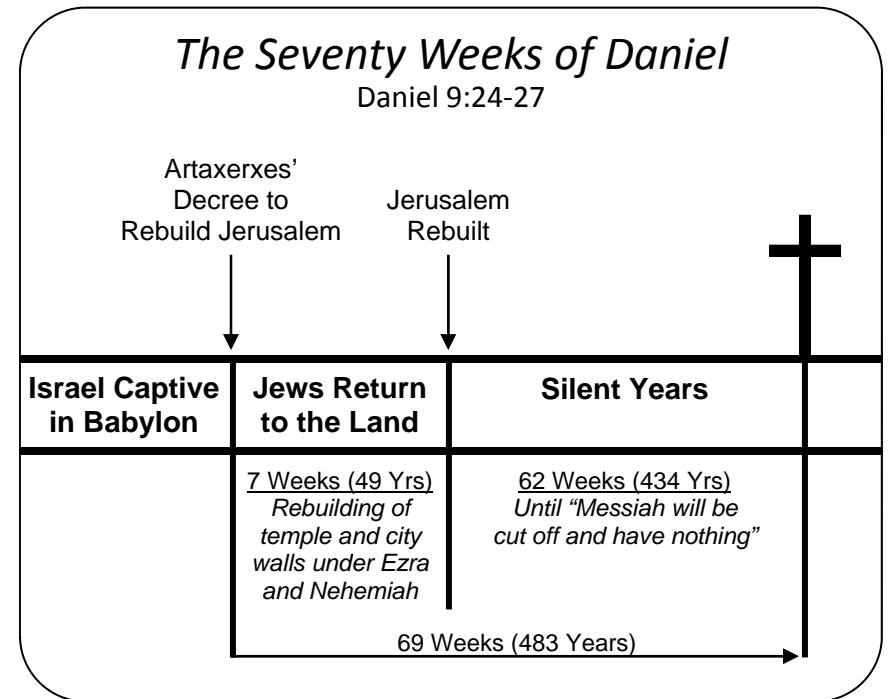 The Seventy Weeks of Daniel
Daniel 9:24-27
Artaxerxes’
Decree to
Rebuild Jerusalem
Jerusalem
Rebuilt
Israel Captive
in Babylon
Jews Return
to the Land
Silent Years
7 Weeks (49 Yrs)
Rebuilding of
temple and city
walls under Ezra
and Nehemiah
62 Weeks (434 Yrs)
Until “Messiah will be
cut off and have nothing”
69 Weeks (483 Years)